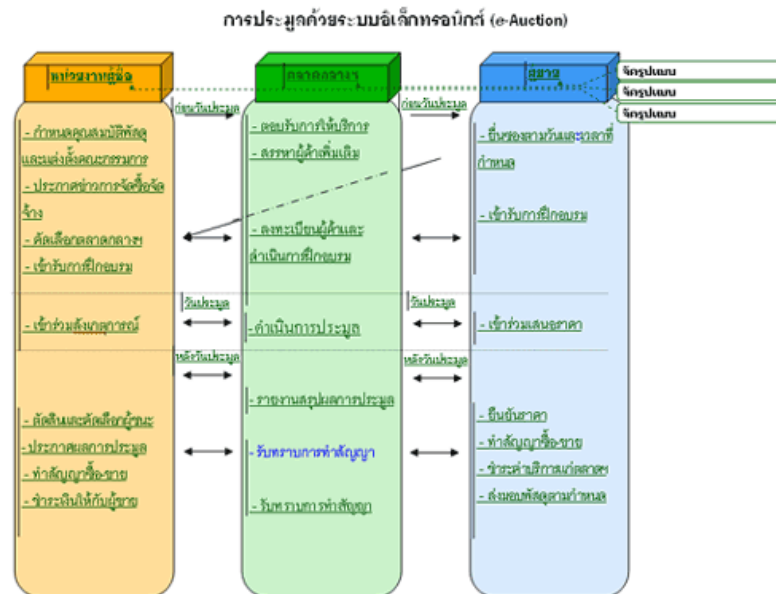 การประมูลด้วยระบบอิเล็กทรอนิกส์ (e-Auction)
หน่วยงานผู้ซื้อ
ตลาดกลางฯ
ผู้ขาย
จัดรูปแบบ
จัดรูปแบบ
จัดรูปแบบ
ก่อนวันประมูล
ก่อนวันประมูล
- กำหนดคุณสมบัติพัสดุ
และแต่งตั้งคณะกรรมการ
- ประกาศข่าวการจัดซื้อจัด
จ้าง
- คัดเลือกตลาดกลางฯ
- เข้ารับการฝึกอบรม
- ตอบรับการให้บริการ
- สรรหาผู้ค้าเพิ่มเติม
- ลงทะเบียนผู้ค้าและ
ดำเนินการฝึกอบรม
- ยื่นซองตามวันและเวลาที่
กำหนด
- เข้ารับการฝึกอบรม
วันประมูล
วันประมูล
- เข้าร่วมสังเกตการณ์
- ดำเนินการประมูล
- เข้าร่วมเสนอราคา
หลังวันประมูล
หลังวันประมูล
- ตัดสินและคัดเลือกผู้ชนะ
- ประกาศผลการประมูล
- ทำสัญญาซื้อ-ขาย
- ชำระเงินให้กับผู้ขาย
- รายงานสรุปผลการประมูล
- รับทราบการทำสัญญา
- รับทราบการทำสัญญา
- ยืนยันราคา
- ทำสัญญาซื้อ-ขาย
- ชำระค่าบริการแก่ตลาดฯ
- ส่งมอบพัสดุตามกำหนด